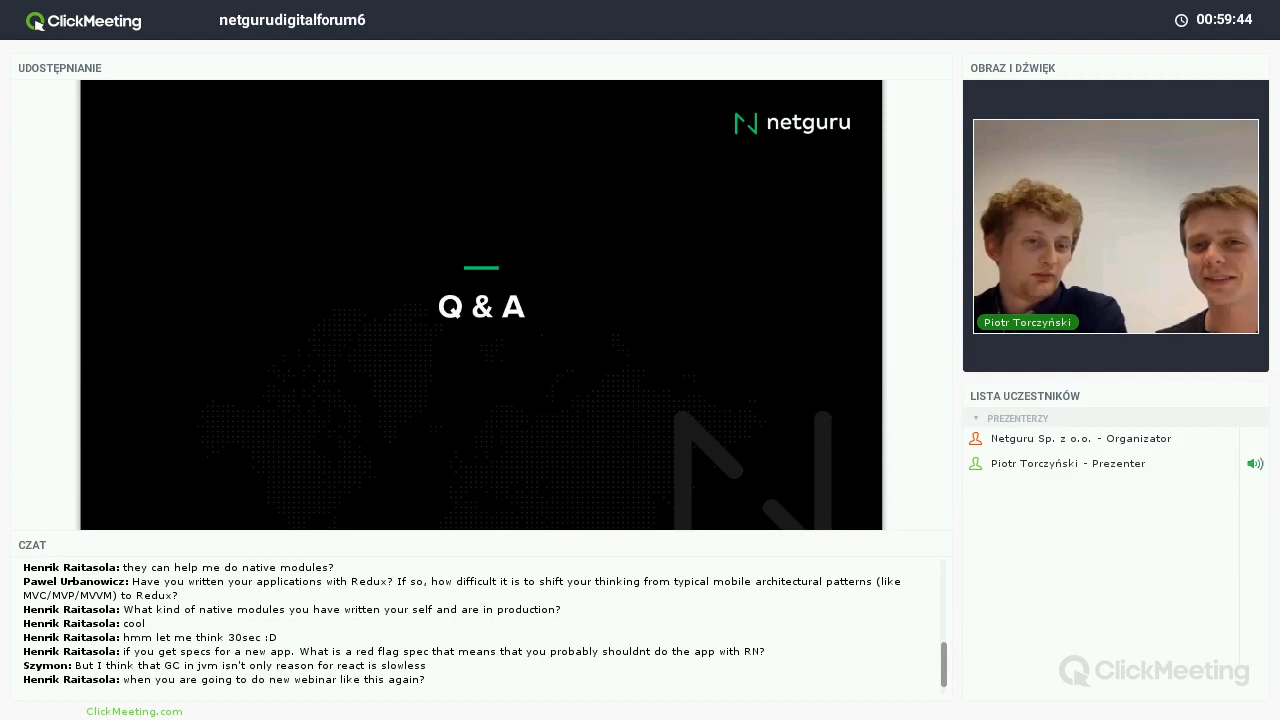 ClickMeeting
netgurudigitalforum6
00:59:44
UDOSTĘPNIANIE
netguru
Q & A
OBRAZ I DŹWIĘK
Piotr Torczyński
LISTA UCZESTNIKÓW
PREZENTERZY
Netguru Sp. z o.o. - Organizator
Piotr Torczyński - Prezenter
CZAT
Henrik Raitasola: they can help me do native modules?
Pawel Urbanowicz: Have you written your applications with Redux? If so, how difficult it is to shift your thinking from typical mobile architectural patterns (like
MVC/MVP/MVVM) to Redux?
Henrik Raitasola: What kind of native modules you have written your self and are in production?
Henrik Raitasola: cool
Henrik Raitasola: hmm let me think 30sec :D
Henrik Raitasola: if you get specs for a new app. What is a red flag spec that means that you probably shouldnt do the app with RN?
Szymon: But I think that GC in jvm isn't only reason for react is slowless
Henrik Raitasola: when you are going to do new webinar like this again?
ClickMeeting
ClickMeeting.com